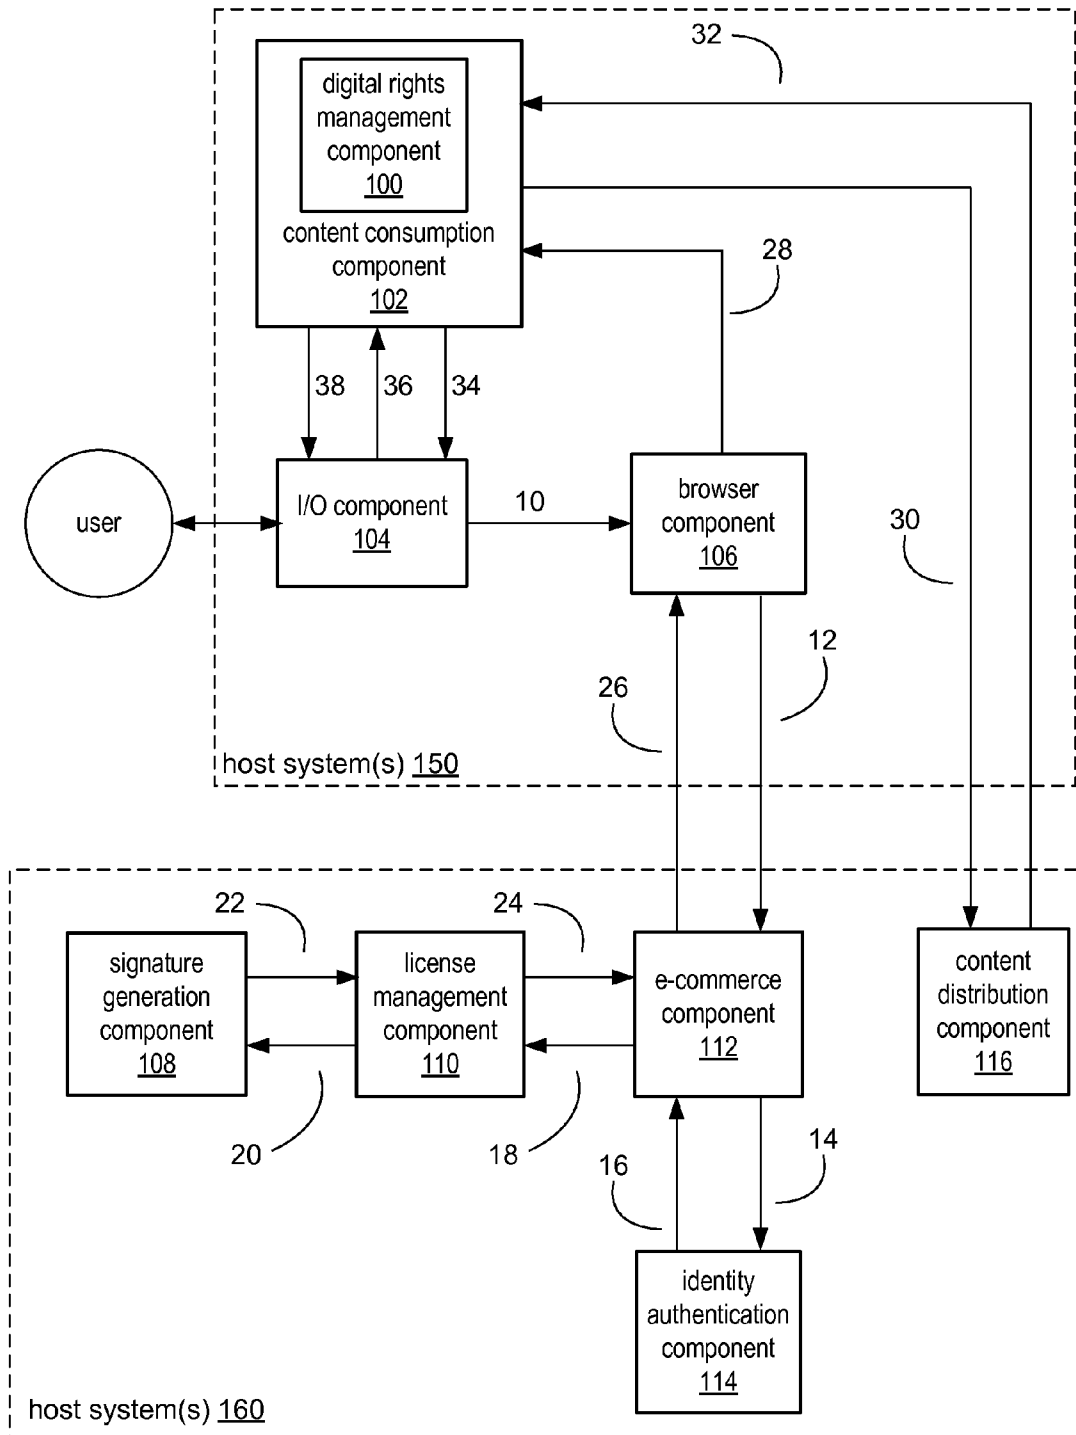 32
digital rights
management
component
100
content consumption
component
102
28
38
36
34
user
I/O component
104
10
browser
component
106
30
12
26
host system(s) 150
22
24
signature
generation
component
108
license
management
component
110
e-commerce
component
112
content
distribution
component
116
20
18
16
14
identity
authentication
component
114
host system(s) 160